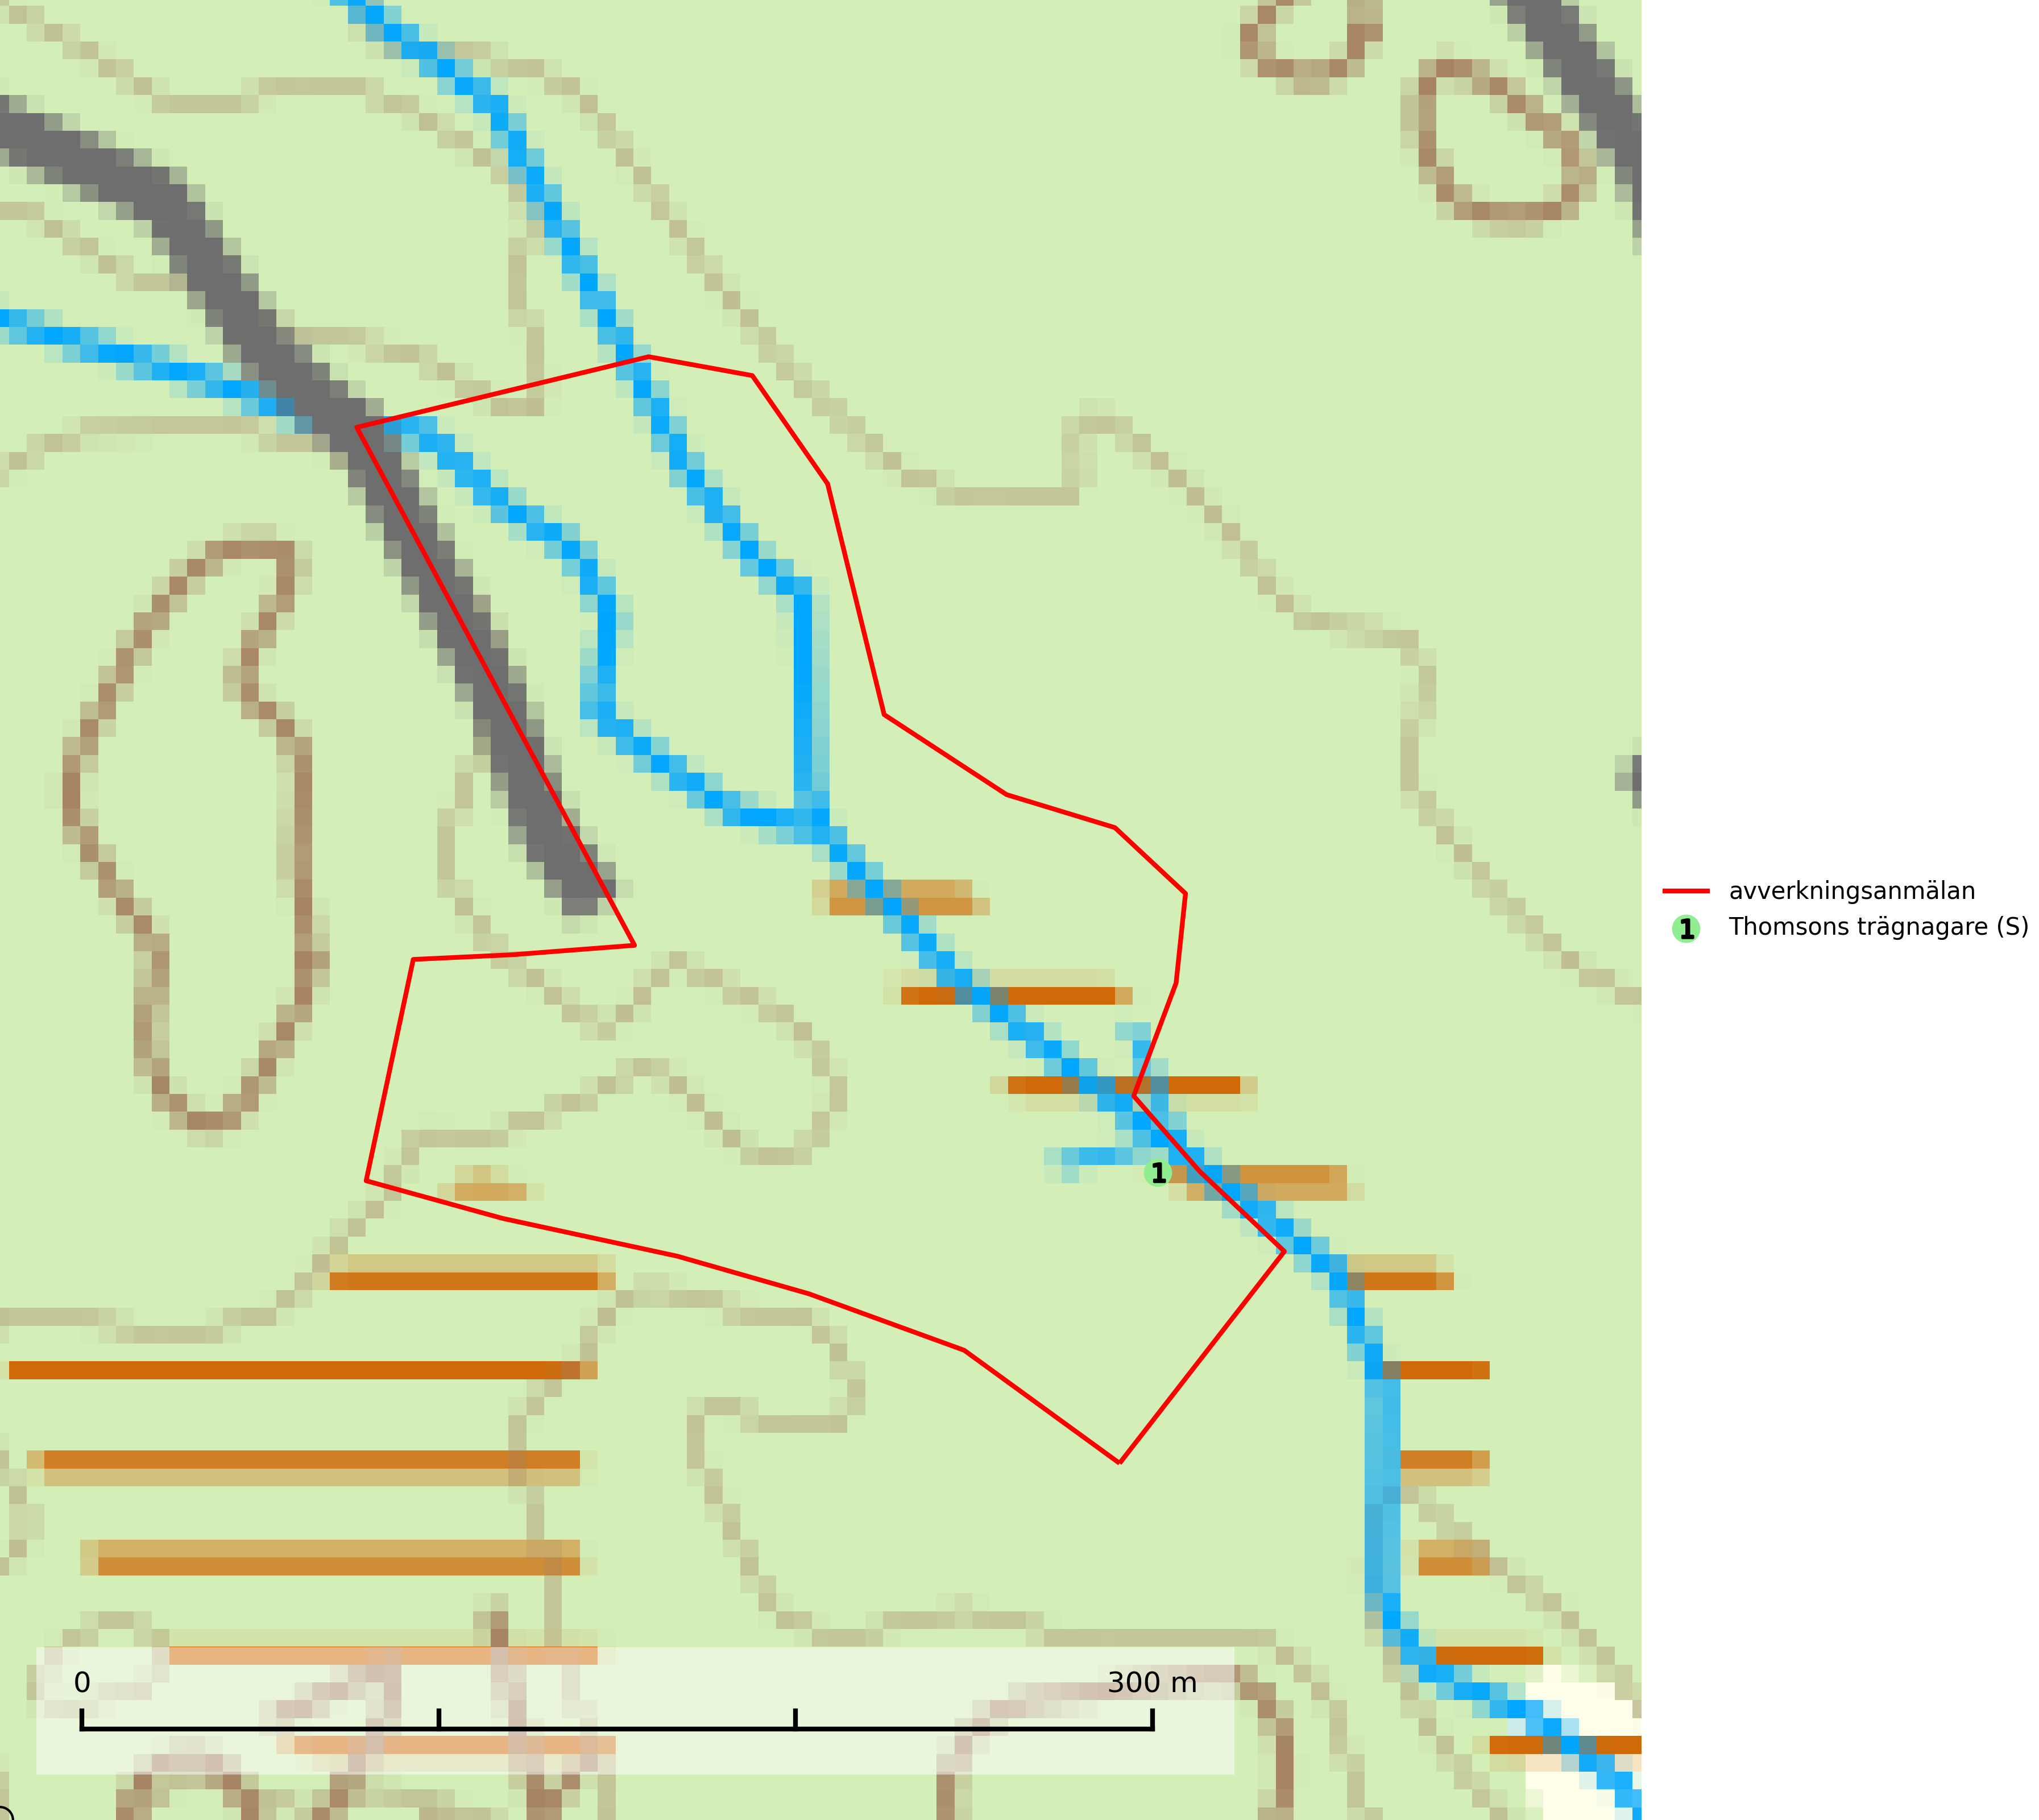 avverkningsanmälan
1 Thomsons trägnagare (S)
1
0 300 m